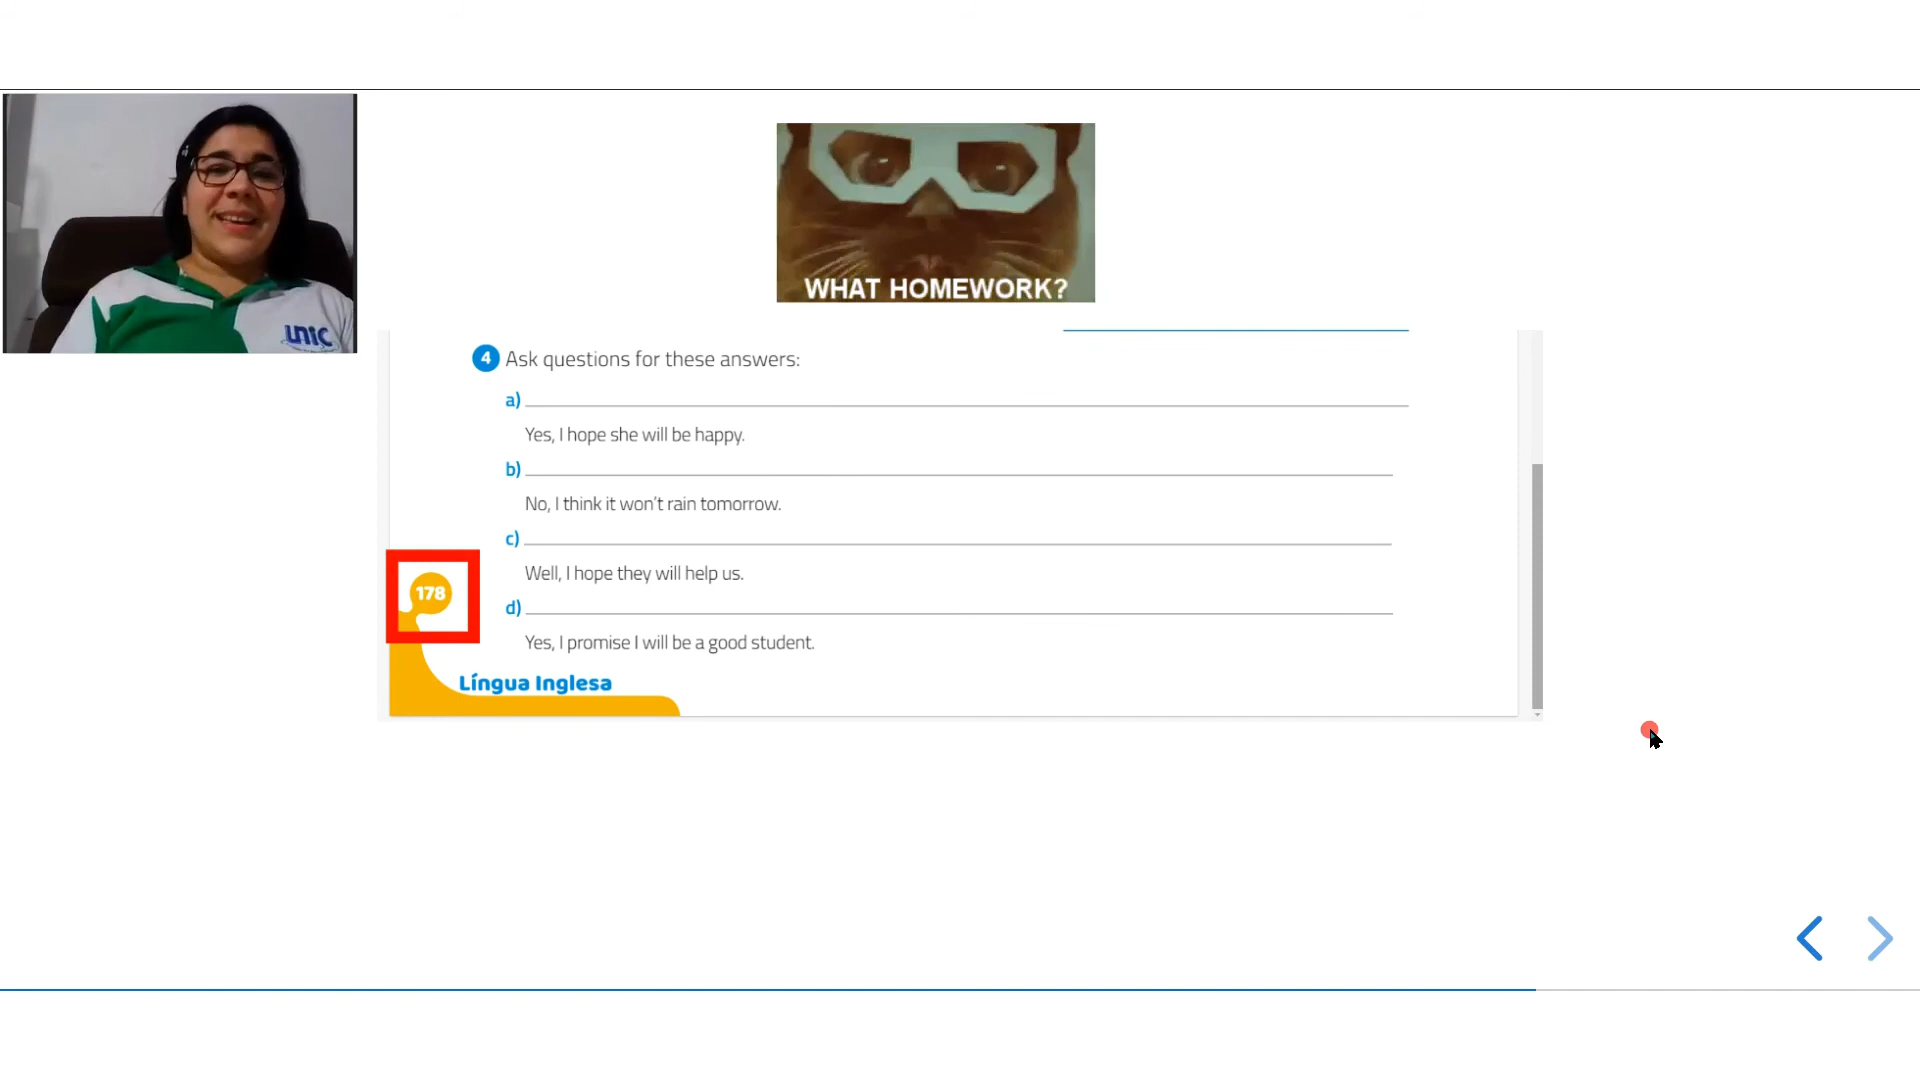 UNIC
WHAT HOMEWORK?
4 Ask questions for these answers:
a)
Yes, I hope she will be happy.
b)
No, I think it won't rain tomorrow.
c)
Well, I hope they will help us.
178
d)
Yes, I promise I will be a good student.
Língua Inglesa